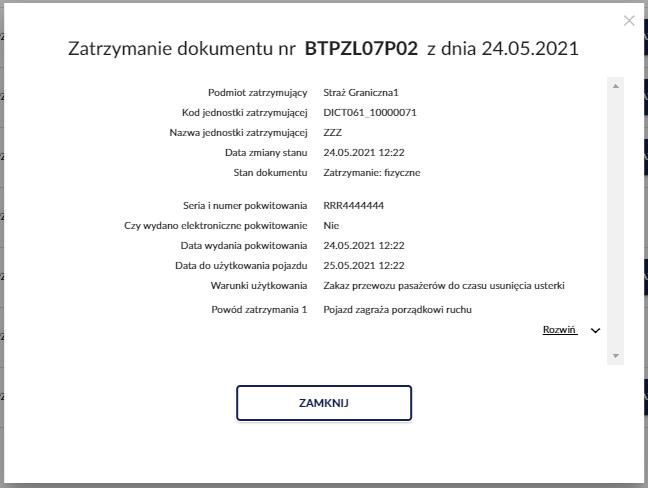 Zatrzymanie dokumentu nr BTPZL07P02 z dnia 24.05.2021
Podmiot zatrzymujący Straż Graniczna1
Kod jednostki zatrzymującej DICT061_10000071
Nazwa jednostki zatrzymującej ZZZ
Data zmiany stanu 24.05.2021 12:22
Stan dokumentu Zatrzymanie: fizyczne
Seria i numer pokwitowania RRR4444444
Czy wydano elektroniczne pokwitowanie Nie
Data wydania pokwitowania 24.05.2021 12:22
Data do użytkowania pojazdu 25.05.2021 12:22
Warunki użytkowania Zakaz przewozu pasażerów do czasu usunięcia usterki
Powód zatrzymania 1 Pojazd zagraża porządkowi ruchu
Rozwiń
ZAMKNIJ